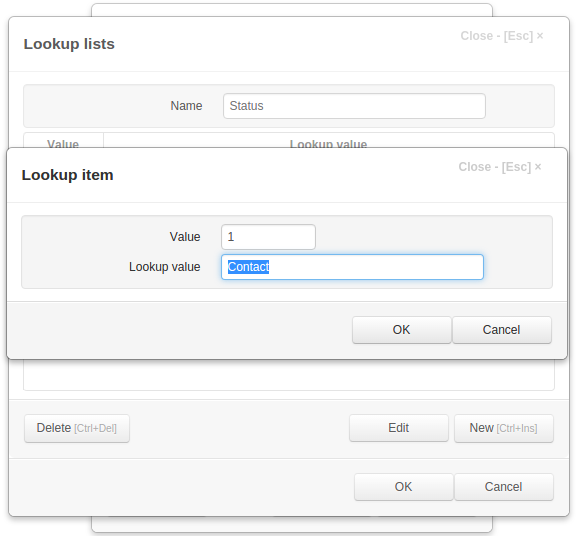 Lookup lists
Close - [Esc] ×
Name
Status
Value
Lookup value
Lookup item
Close - [Esc] ×
Value
1
Lookup value
Contact
OK
Cancel
Delete [Ctrl+Del]
Edit
New [Ctrl+Ins]
OK
Cancel